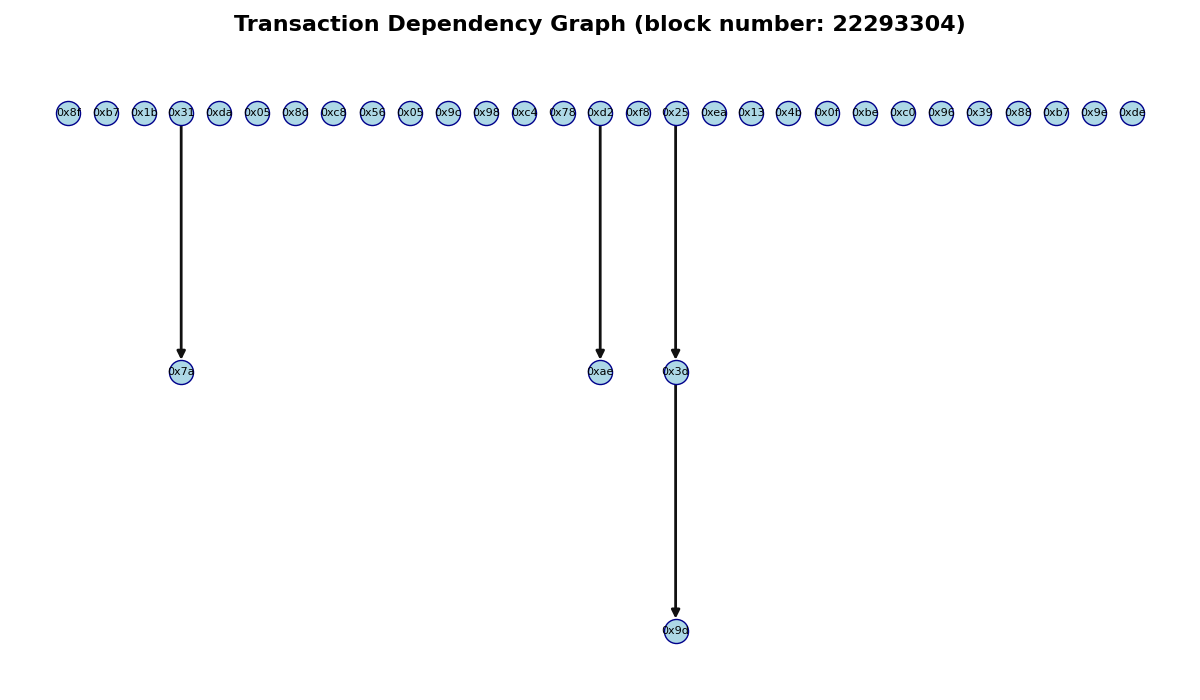 Transaction Dependency Graph (block number: 22293304)
0x8f 0xb7 0x1b 0x31 0xda 0x05 0x8d 0xc8 0x56 0x05 0x9c 0x98 0xc4 0x78 0xd2 0xf8 0x25 0xea 0x13 0x4b 0x0f 0xbe 0xc0 0x96 0x39 0x88 0xb7 0x9e 0xde
0x7a 0xae 0x3d
0x9d